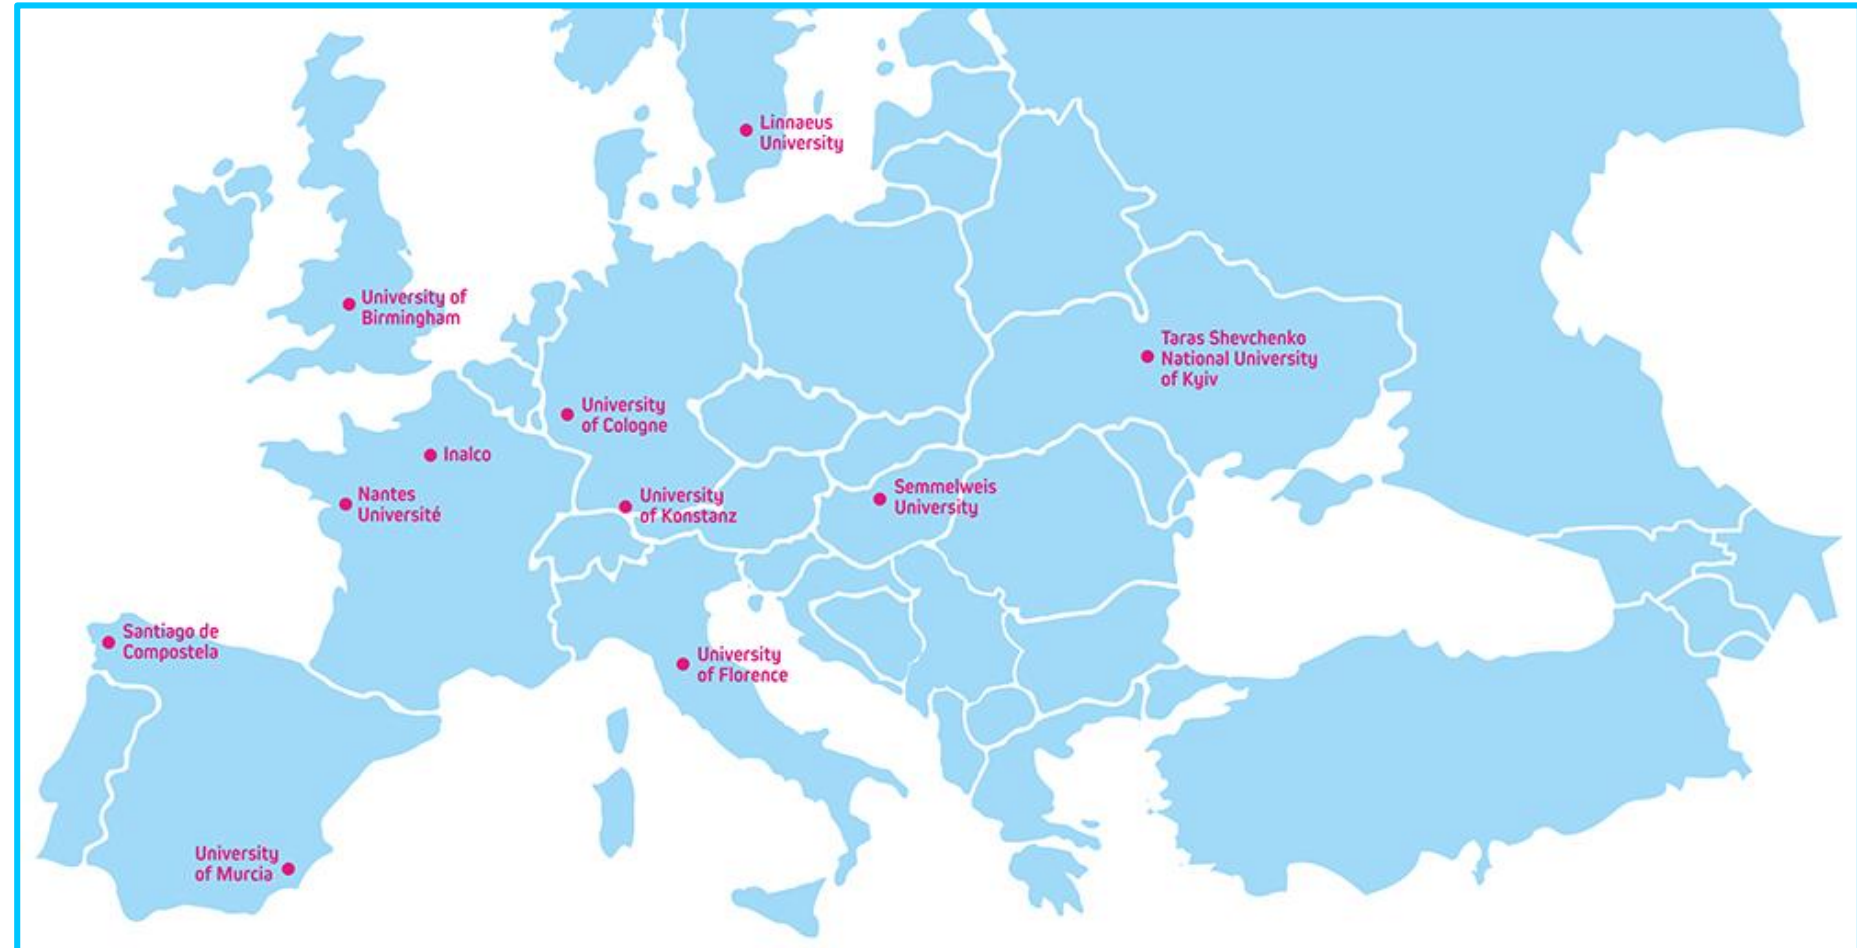 Linnaeus
University
University of
Birmingham
Taras Shevchenko
National University
of Kyiv
University
of Cologne
Inalco
Nantes
Université
University
of Konstanz
Semmelweis
University
Santiago de
Compostela
University
of Florence
University
of Murcia